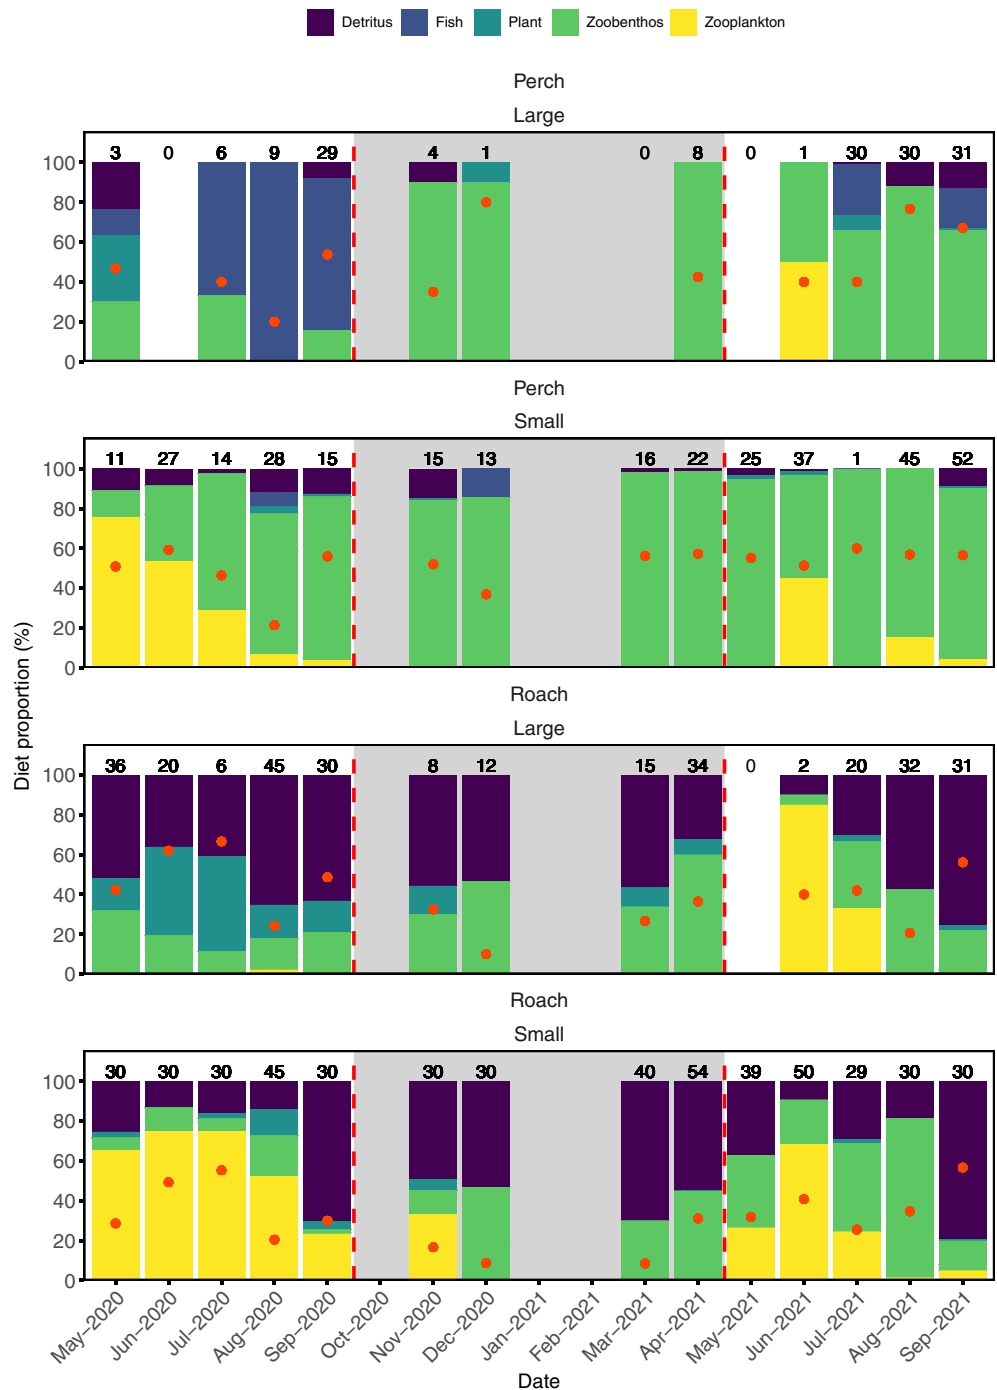 Detritus Fish Plant Zoobenthos Zooplankton
Perch
Large
3 0 6 9 29 4 1 0 8 0 1 30 30 31
100
80
60
40
20
0
Perch
Small
11 27 14 28 15 15 13 16 22 25 37 1 45 52
100
80
60
40
20
0
Roach
Large
36 20 6 45 30 8 12 15 34 0 2 20 32 31
100
80
60
40
20
0
Roach
Small
30 30 30 45 30 30 30 40 54 39 50 29 30 30
100
80
60
40
20
0
Diet proportion (%)
May–2020 Jun–2020 Jul–2020 Aug–2020 Sep–2020 Oct–2020 Nov–2020 Dec–2020 Jan–2021 Feb–2021 Mar–2021 Apr–2021 May–2021 Jun–2021 Jul–2021 Aug–2021 Sep–2021
Date